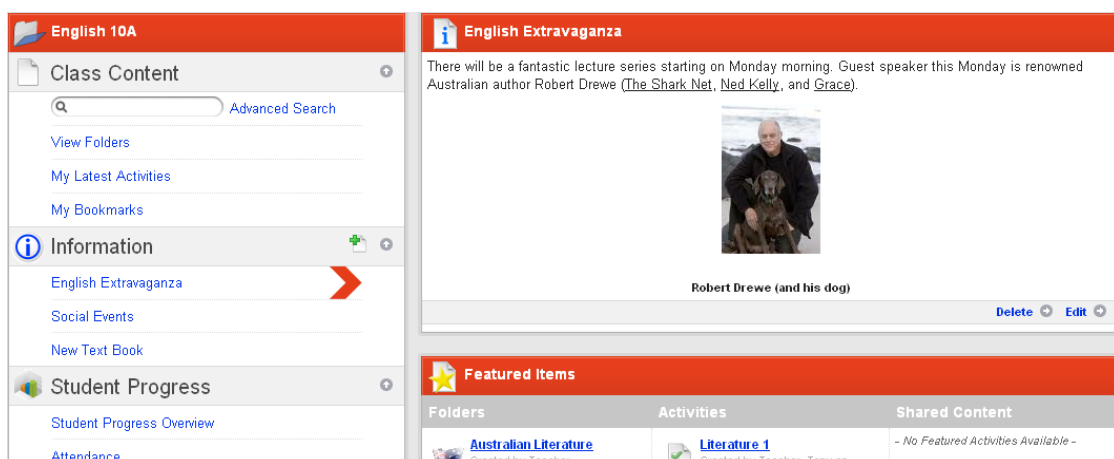 English 10A
Class Content
Advanced Search
View Folders
My Latest Activities
My Bookmarks
Information
English Extravaganza
Social Events
New Text Book
Student Progress
Student Progress Overview
Attendance
English Extravaganza
There will be a fantastic lecture series starting on Monday morning. Guest speaker this Monday is renowned
Australian author Robert Drewe (The Shark Net, Ned Kelly, and Grace).
Robert Drewe (and his dog)
Delete Edit
Featured Items
Folders Activities Shared Content
Australian Literature Literature 1 - No Featured Activities Available -